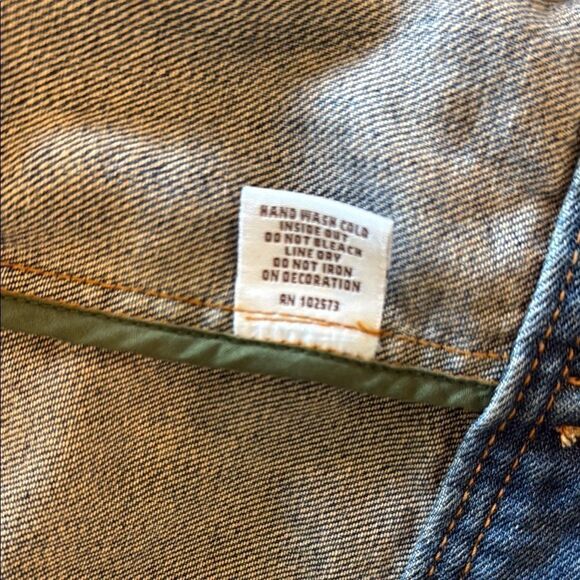 HAND WASH COLD
INSIDE OUT
DO NOT BLEACH
LINE DRY
DO NOT IRON
ON DECORATION
RN 102573